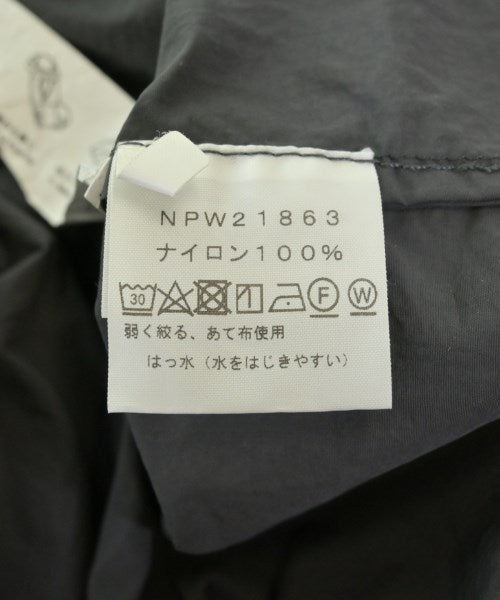 NPW21863
ナイロン100%
30 F W
弱く絞る、あて布使用
はっ水（水をはじきやすい）